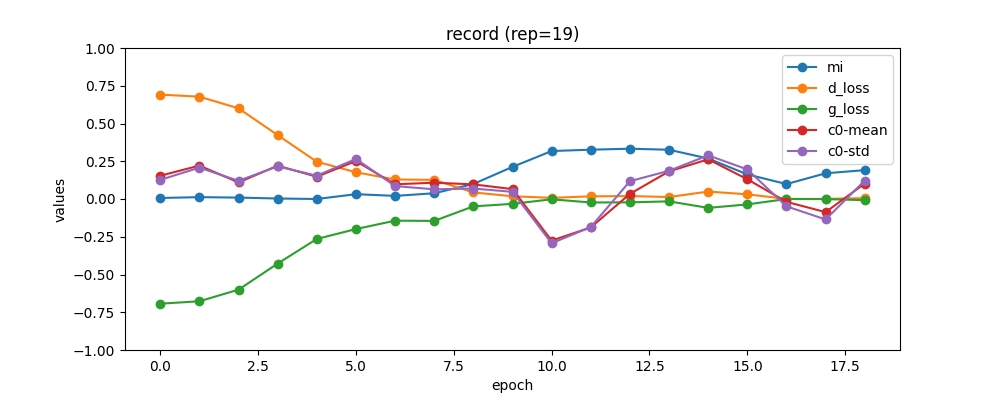 record (rep=19)
1.00
0.75
0.50
0.25
0.00
−0.25
−0.50
−0.75
−1.00
values
mi
d_loss
g_loss
c0-mean
c0-std
0.0 2.5 5.0 7.5 10.0 12.5 15.0 17.5
epoch